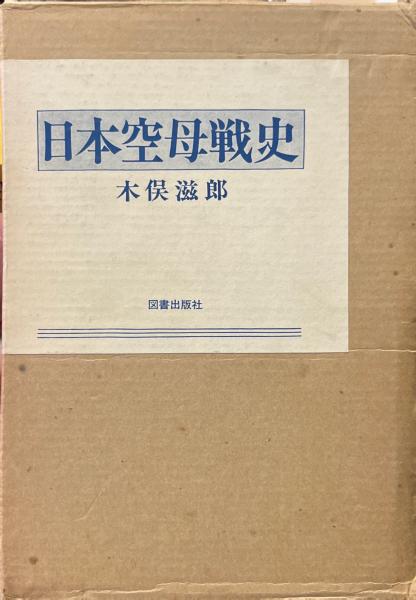 日本空母戦史
木俣滋郎
図書出版社